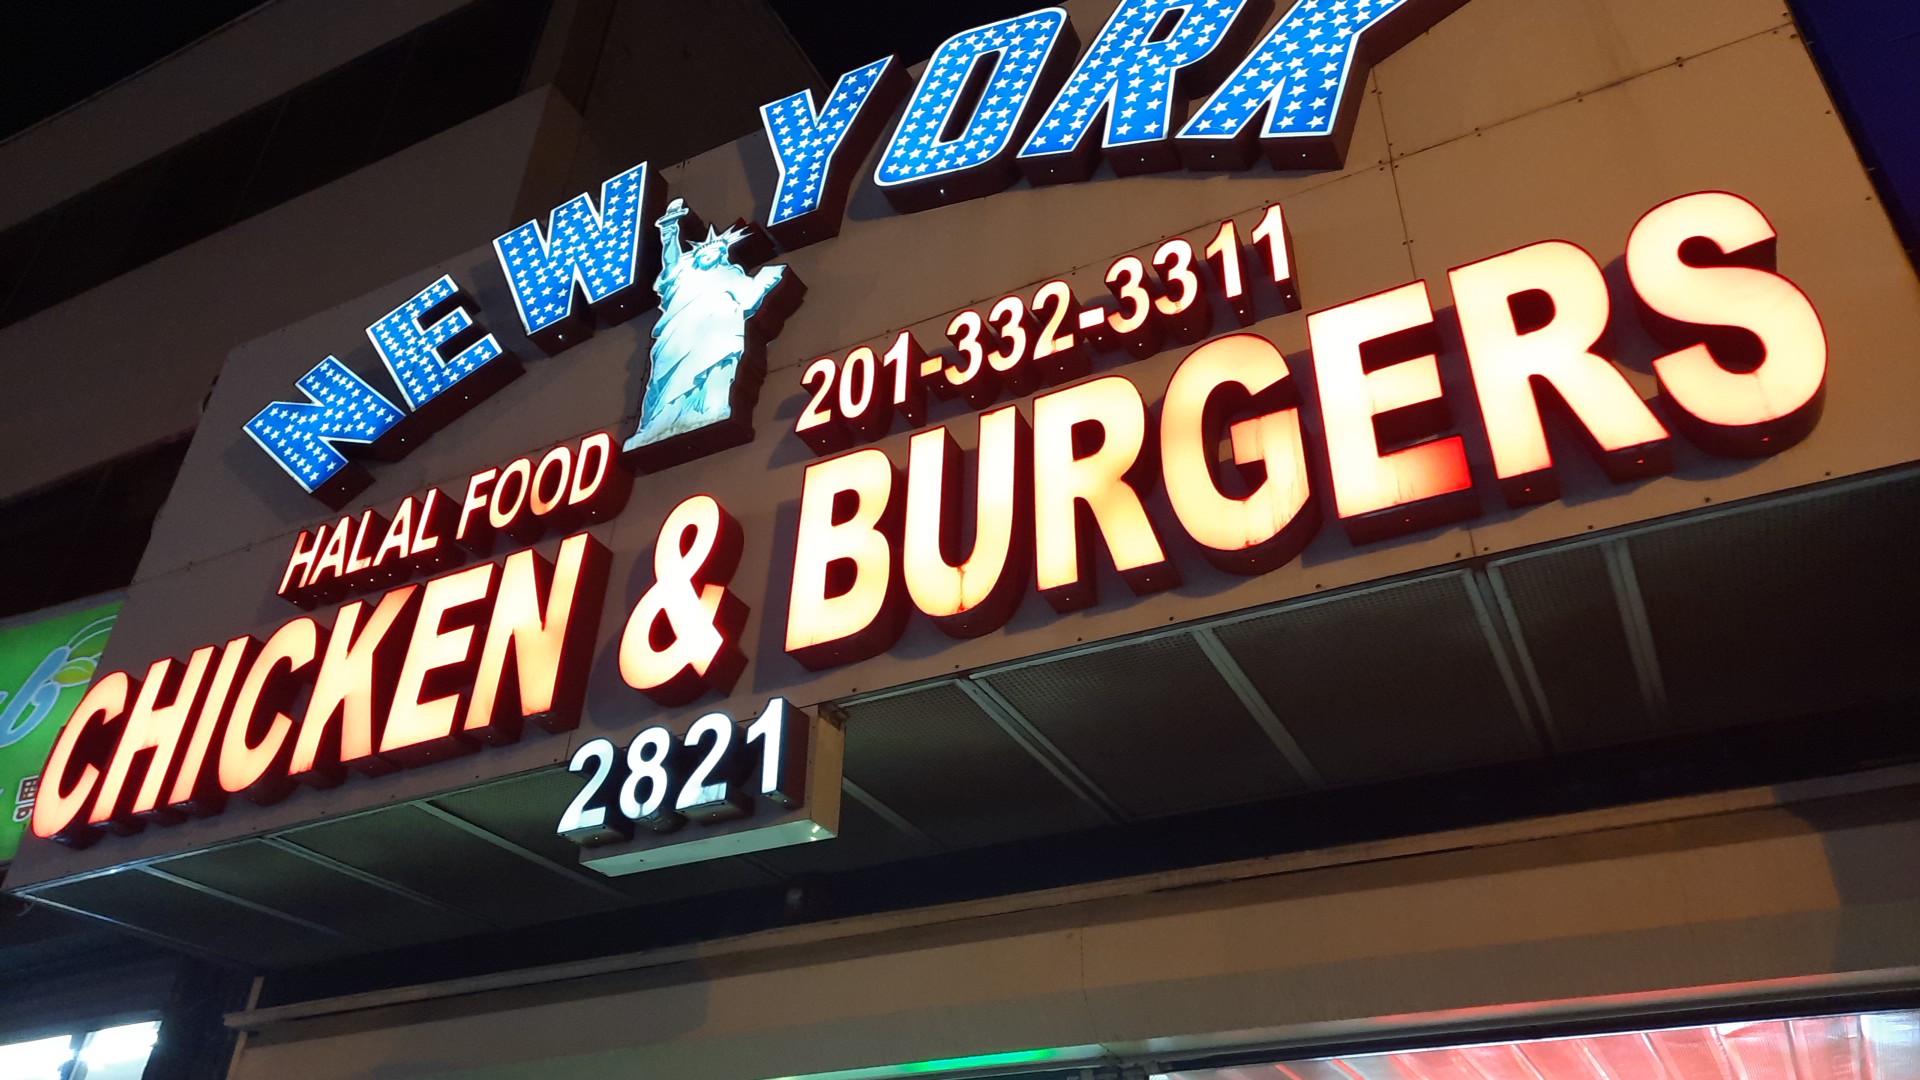 NEW YORK
201-332-3311
HALAL FOOD
CHICKEN & BURGERS
2821